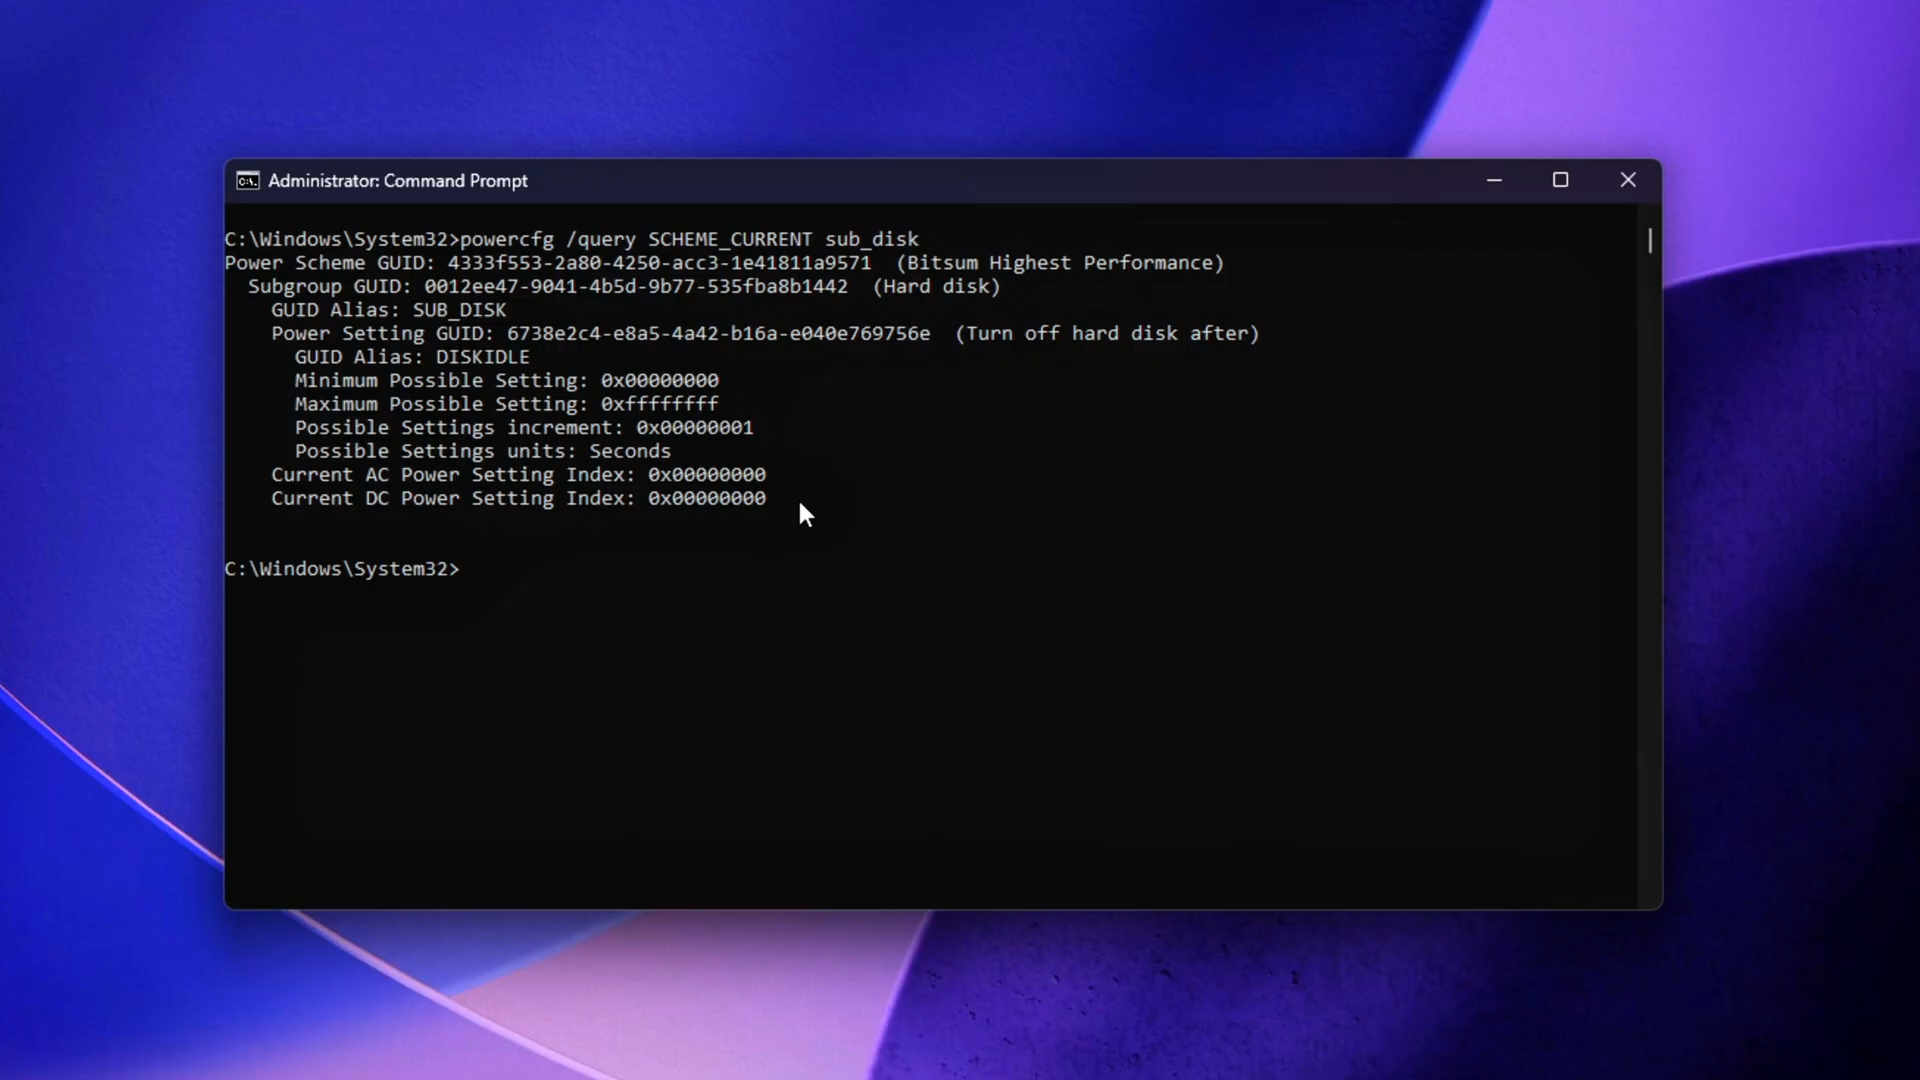 Administrator: Command Prompt
C:\Windows\System32>powercfg /query SCHEME_CURRENT sub_disk
Power Scheme GUID: 4333f553-2a80-4250-acc3-1e41811a9571  (Bitsum Highest Performance)
Subgroup GUID: 0012ee47-9041-4b5d-9b77-535fba8b1442  (Hard disk)
GUID Alias: SUB_DISK
Power Setting GUID: 6738e2c4-e8a5-4a42-b16a-e040e769756e  (Turn off hard disk after)
GUID Alias: DISKIDLE
Minimum Possible Setting: 0x00000000
Maximum Possible Setting: 0xffffffff
Possible Settings increment: 0x00000001
Possible Settings units: Seconds
Current AC Power Setting Index: 0x00000000
Current DC Power Setting Index: 0x00000000
C:\Windows\System32>